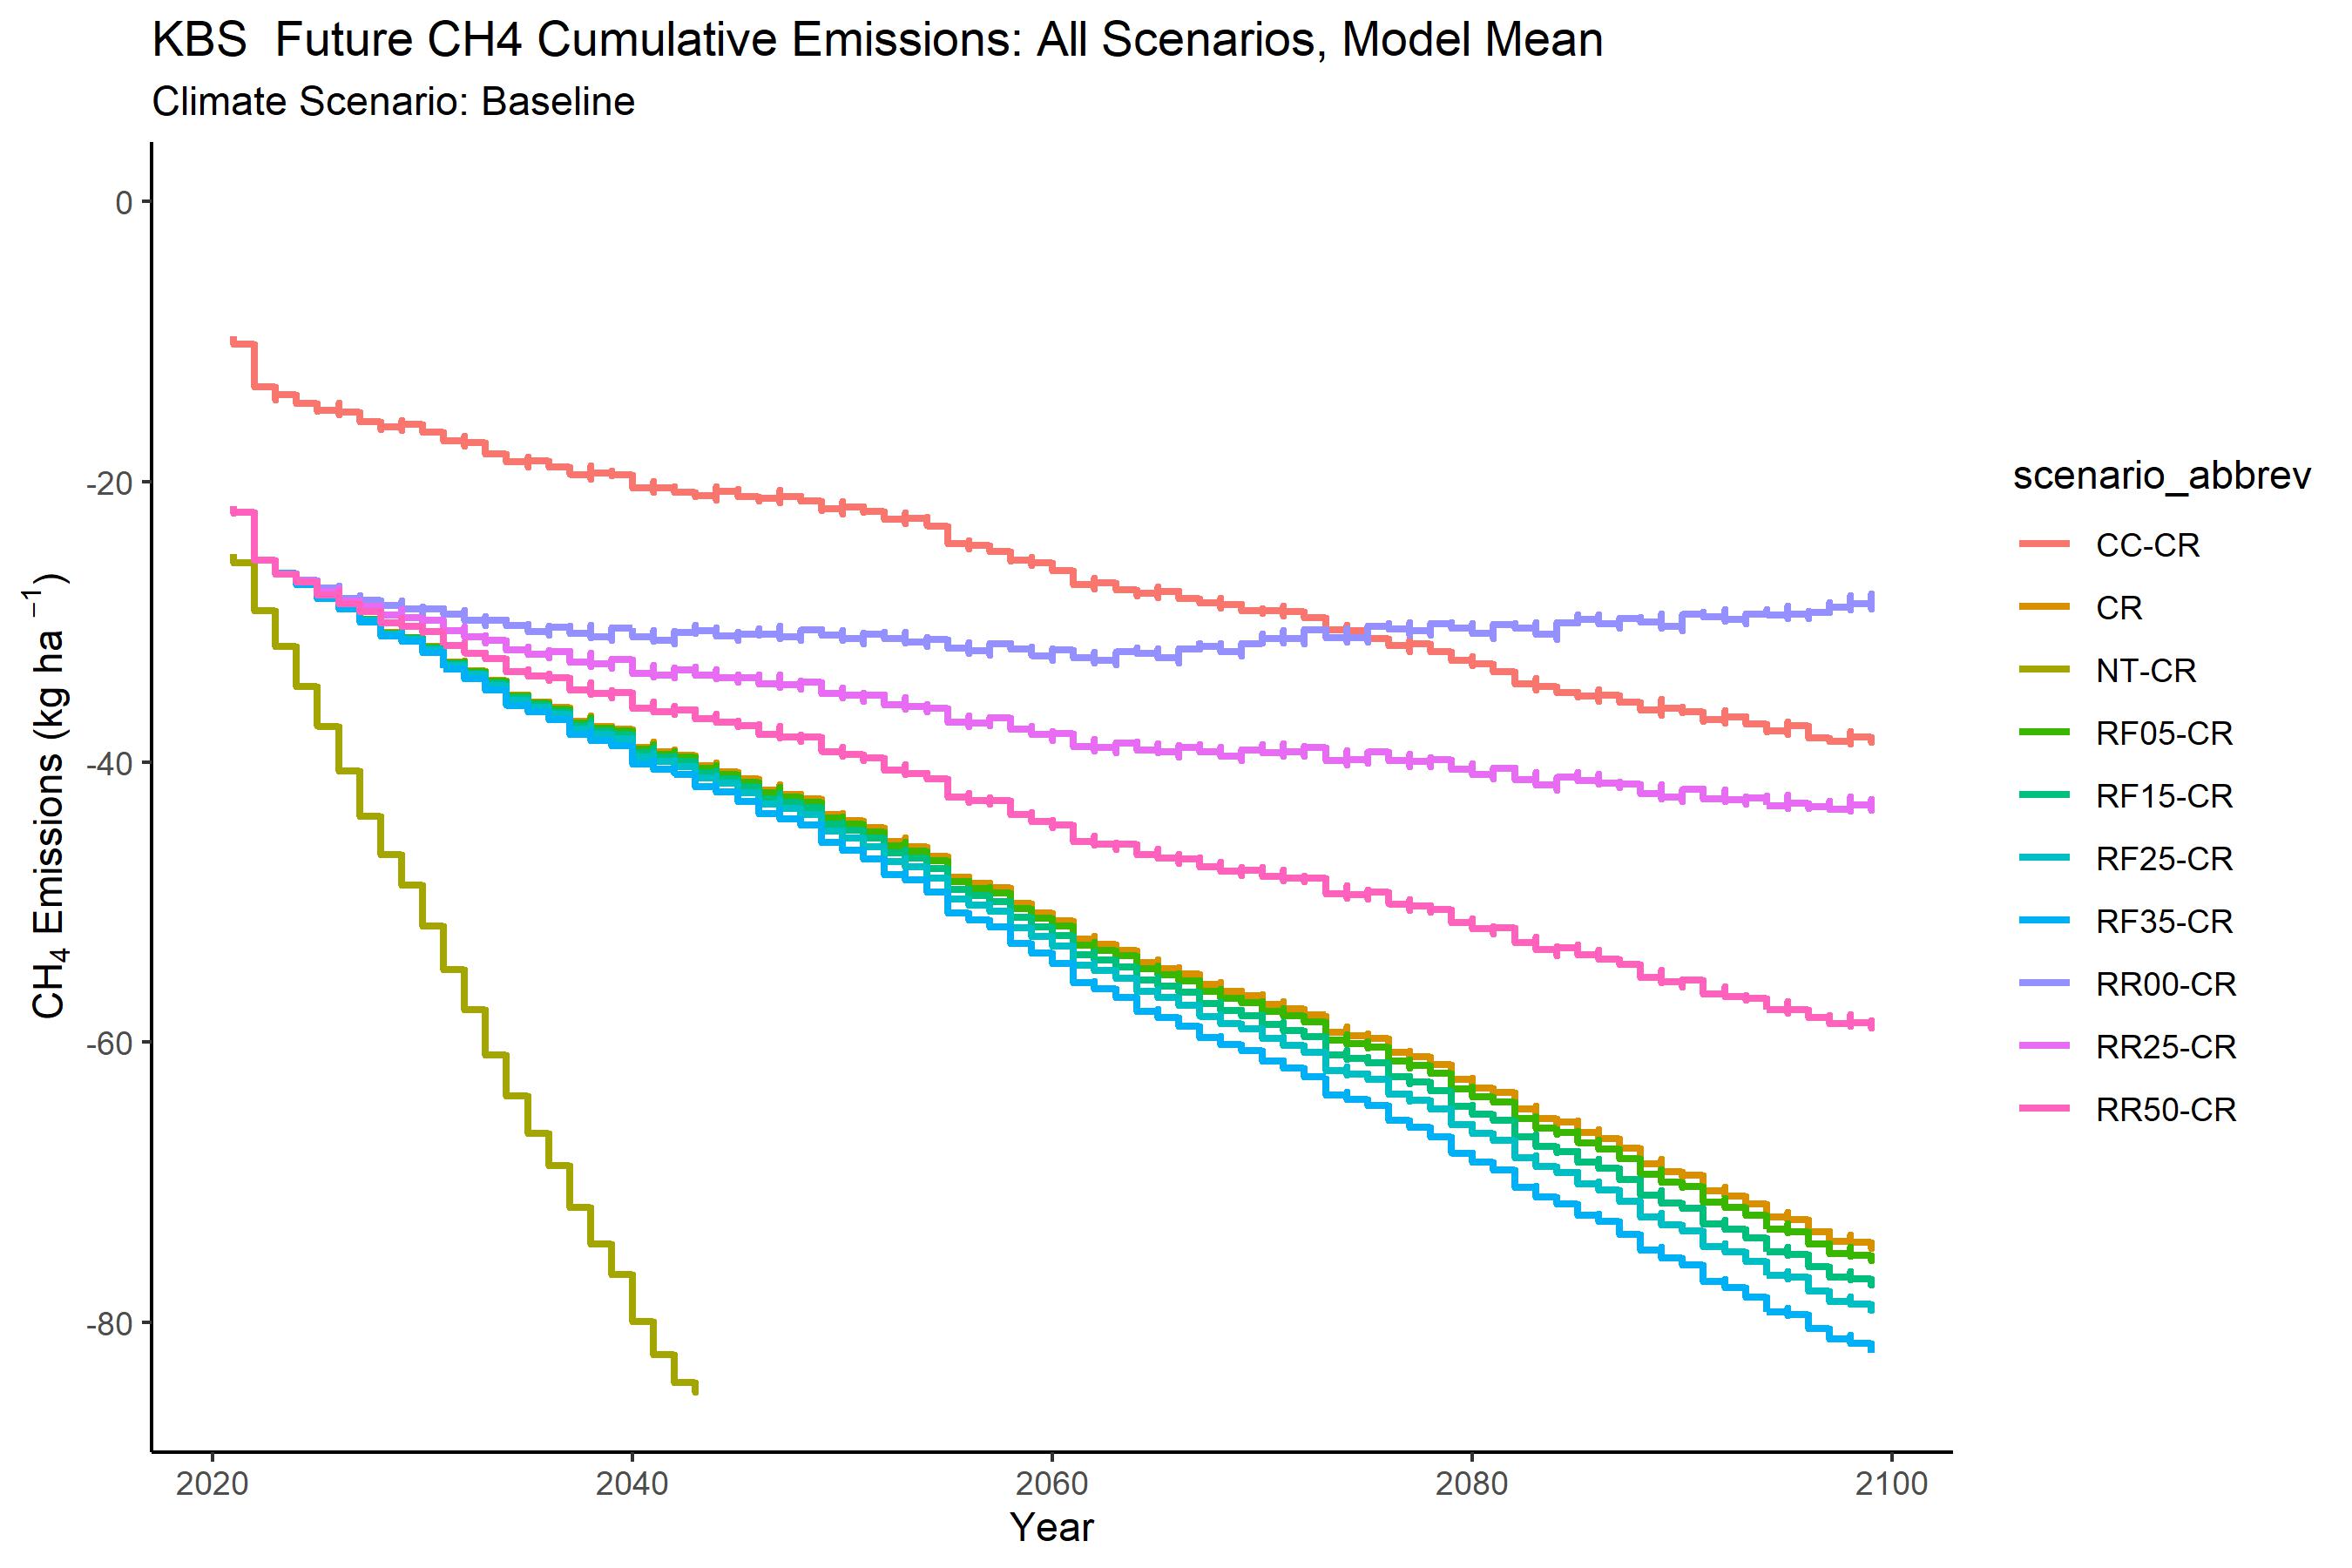 KBS  Future CH4 Cumulative Emissions: All Scenarios, Model Mean
Climate Scenario: Baseline
CH₄ Emissions (kg ha ⁻¹)
0
-20
-40
-60
-80
2020 2040 2060 2080 2100
Year
scenario_abbrev
CC-CR
CR
NT-CR
RF05-CR
RF15-CR
RF25-CR
RF35-CR
RR00-CR
RR25-CR
RR50-CR